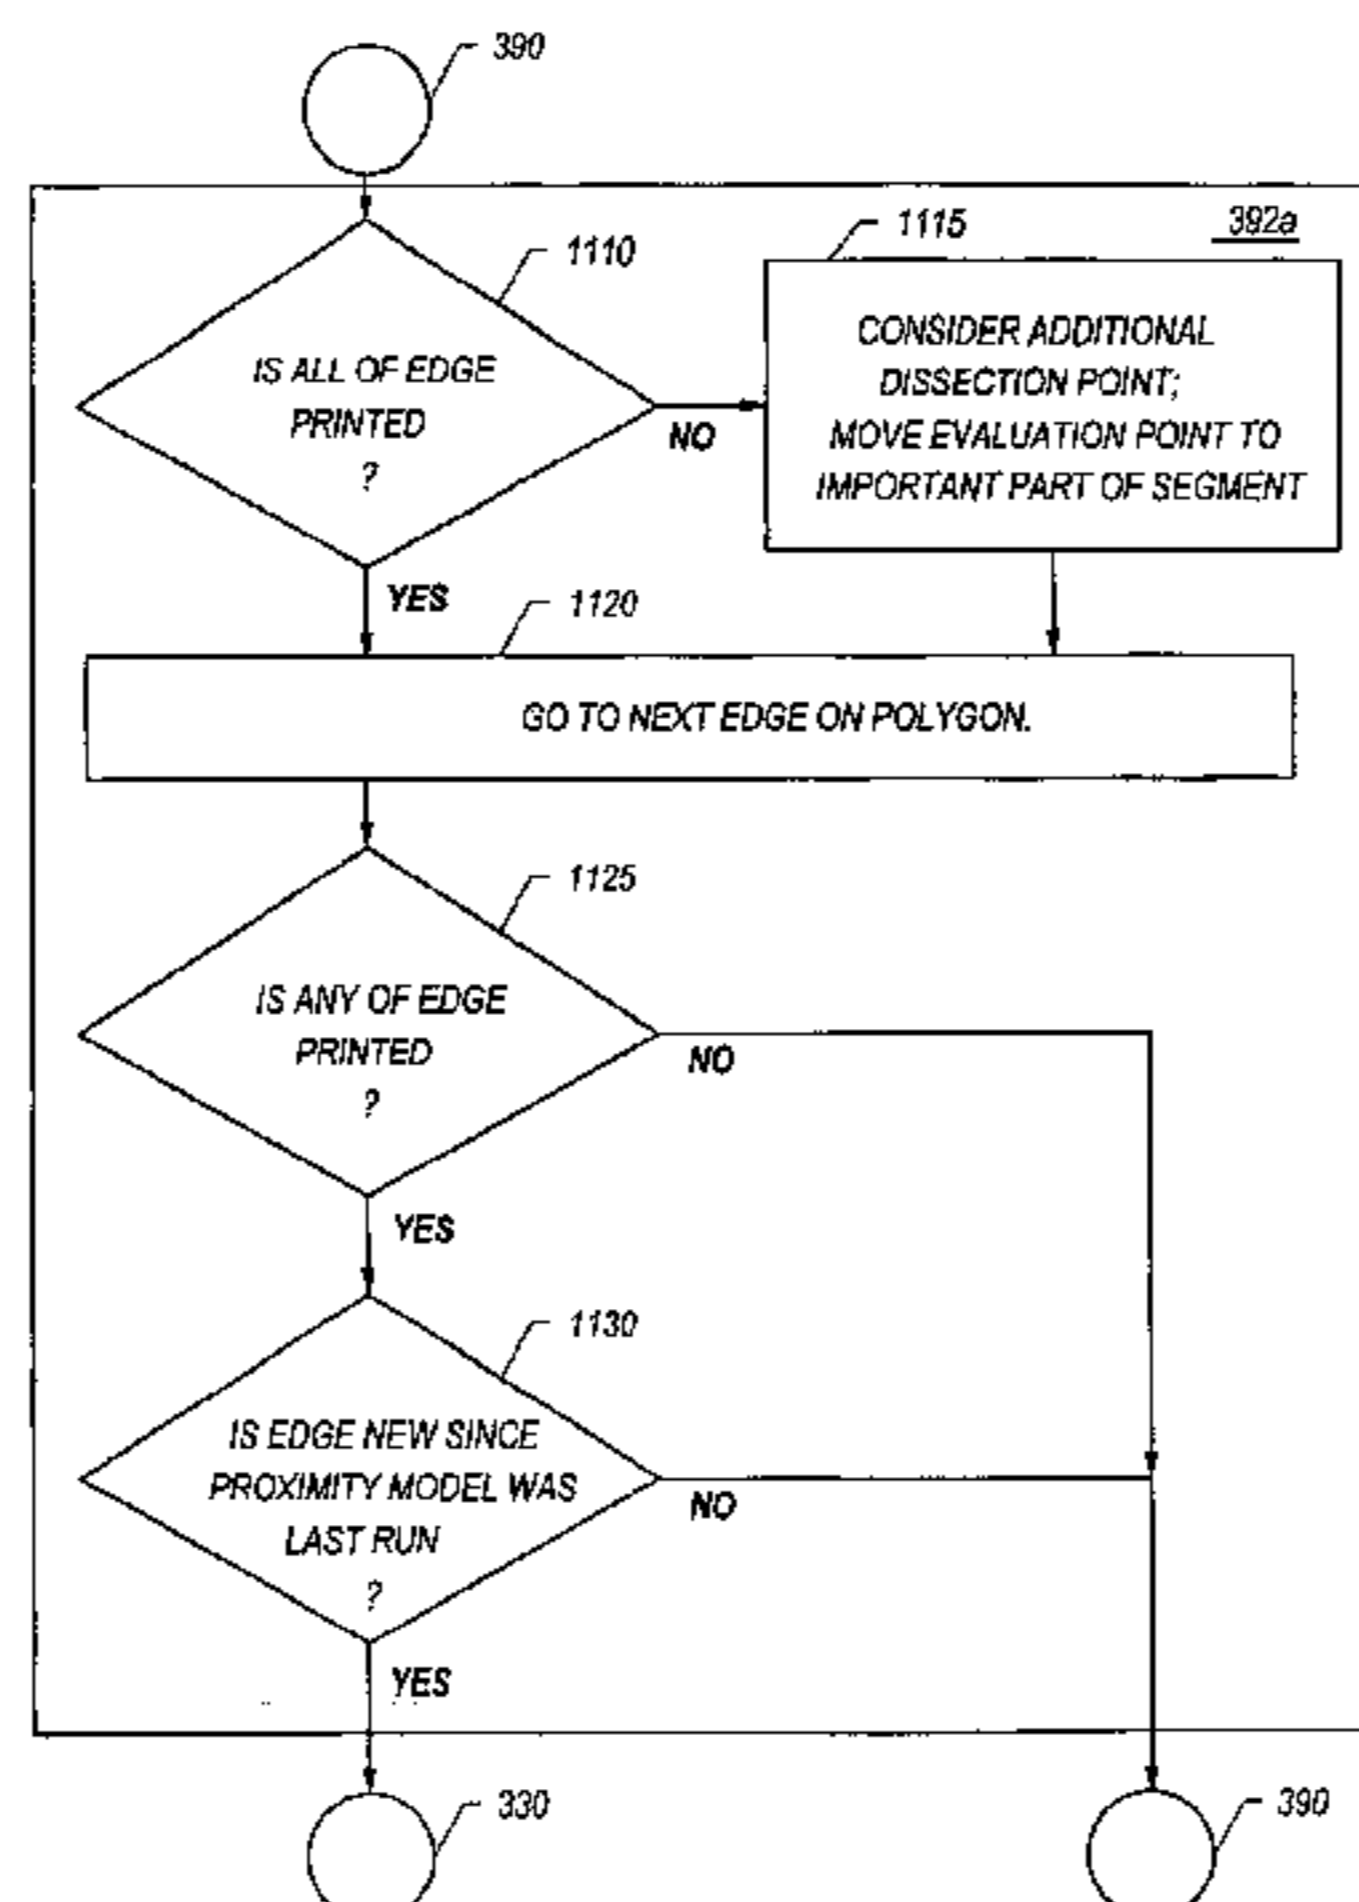 390
392a
1110
1115
IS ALL OF EDGE
PRINTED
?
NO
CONSIDER ADDITIONAL
DISSECTION POINT;
MOVE EVALUATION POINT TO
IMPORTANT PART OF SEGMENT
YES
1120
GO TO NEXT EDGE ON POLYGON.
1125
IS ANY OF EDGE
PRINTED
?
NO
YES
1130
IS EDGE NEW SINCE
PROXIMITY MODEL WAS
LAST RUN
?
NO
YES
330
390